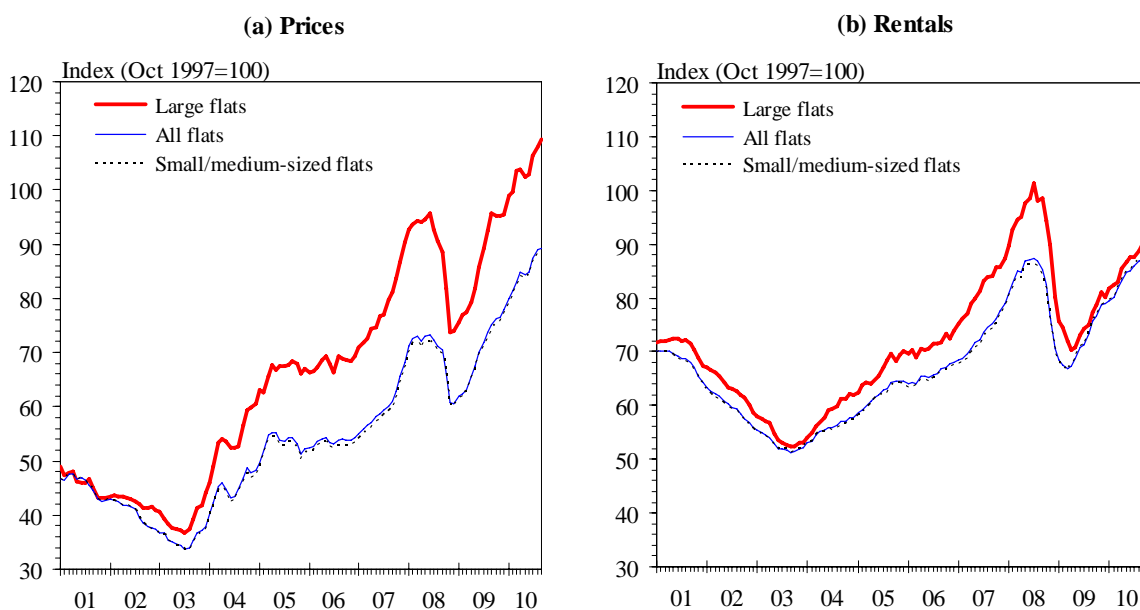 (a) Prices
Index (Oct 1997=100)
120
110
100
90
80
70
60
50
40
30
Large flats
All flats
Small/medium-sized flats
01 02 03 04 05 06 07 08 09 10
(b) Rentals
Index (Oct 1997=100)
120
110
100
90
80
70
60
50
40
30
Large flats
All flats
Small/medium-sized flats
01 02 03 04 05 06 07 08 09 10